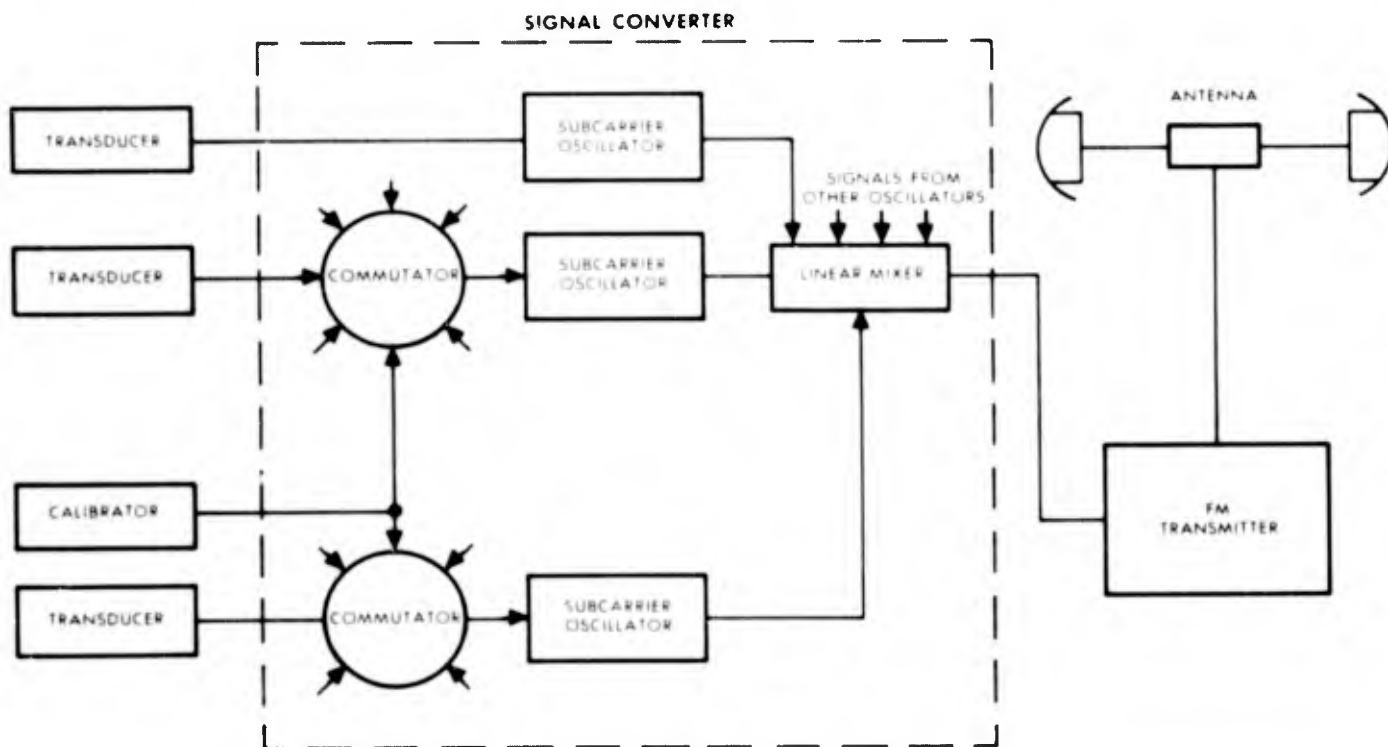 SIGNAL CONVERTER
ANTENNA
TRANSDUCER
SUBCARRIER
OSCILLATOR
SIGNALS FROM
OTHER OSCILLATORS
TRANSDUCER
COMMUTATOR
SUBCARRIER
OSCILLATOR
LINEAR MIXER
CALIBRATOR
FM
TRANSMITTER
TRANSDUCER
COMMUTATOR
SUBCARRIER
OSCILLATOR